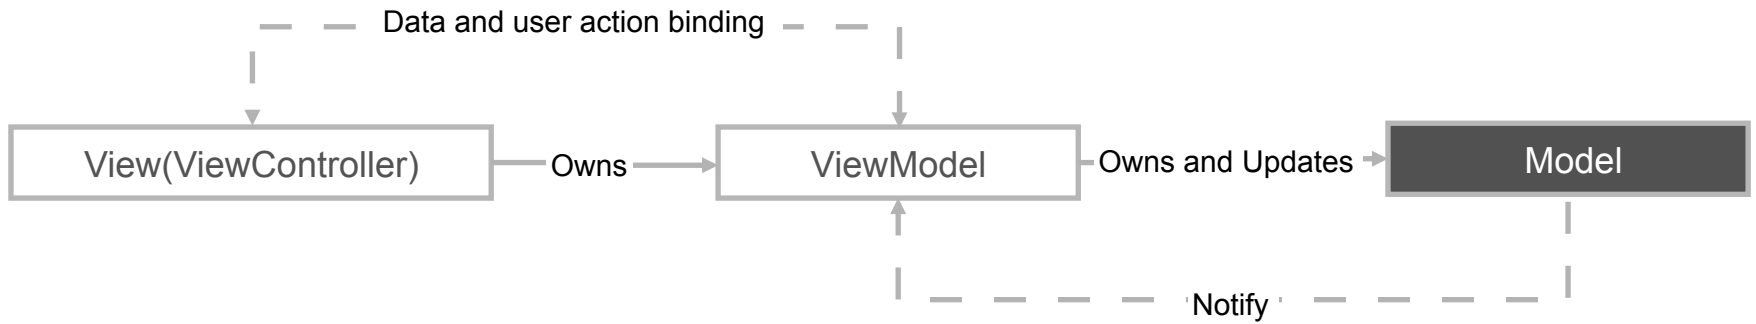 Data and user action binding
View(ViewController)
Owns
ViewModel
Owns and Updates
Model
Notify